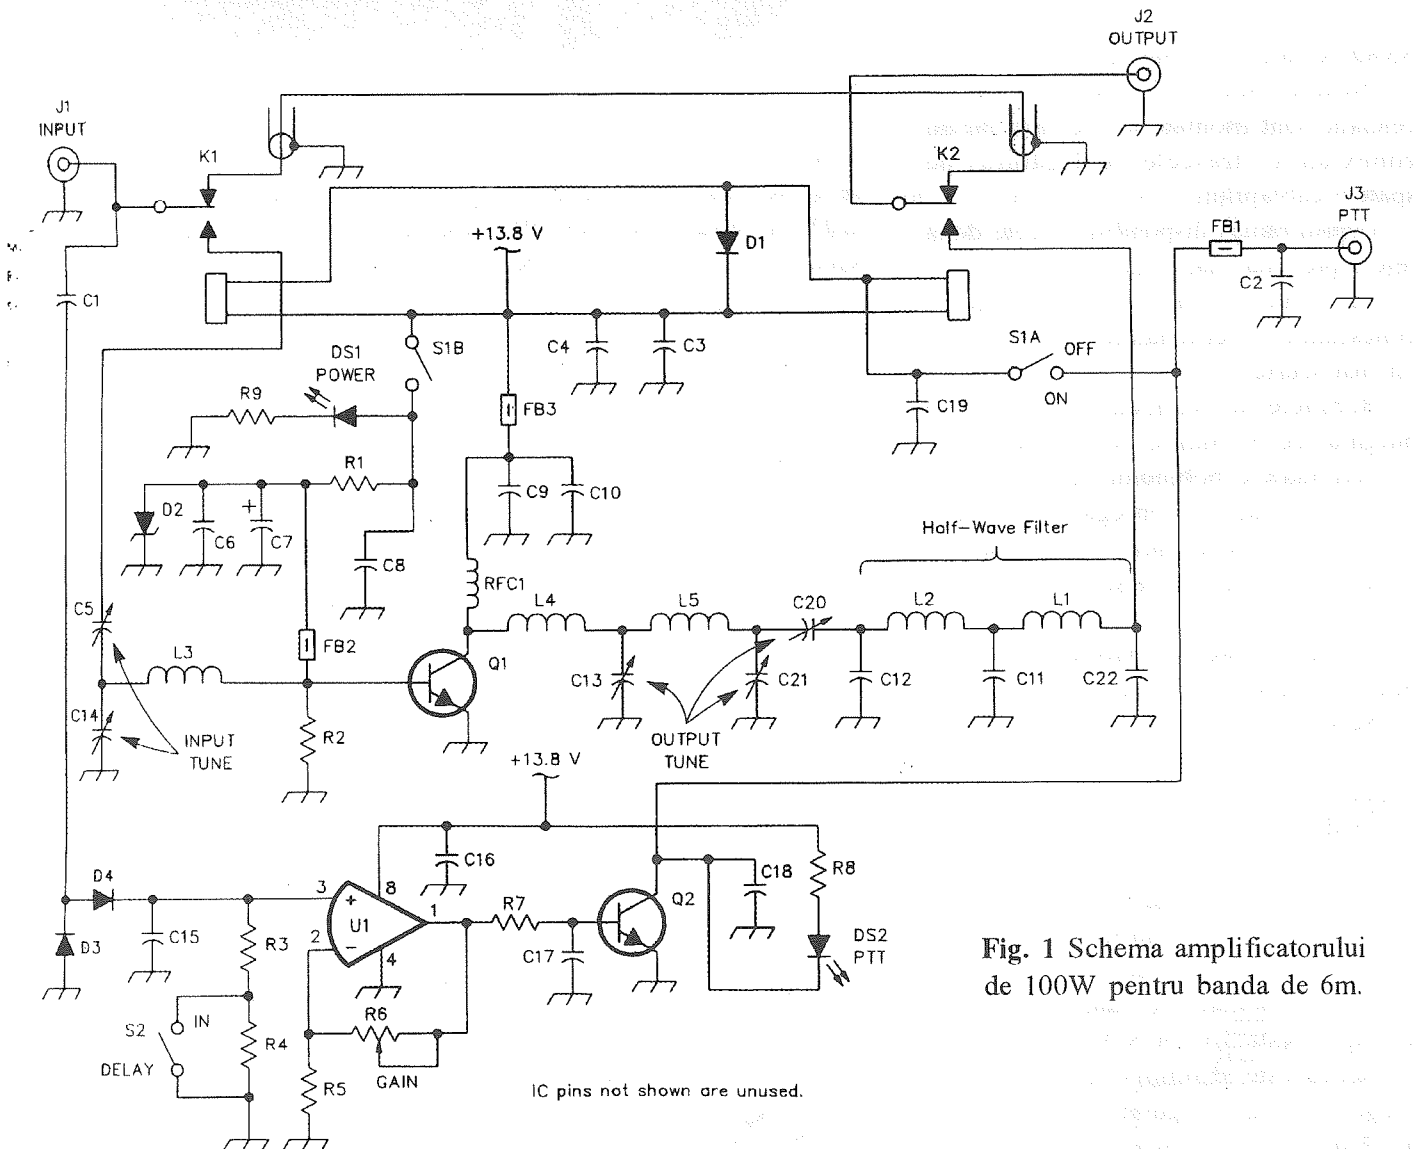 J2
OUTPUT
J1
INPUT
K1
K2
J3
PTT
+13.8 V
D1
FB1
C2
C1
S1B
C4
C3
S1A
OFF
ON
DS1
POWER
R9
FB3
C19
R1
C9
C10
D2
C6
+
C7
C8
Half-Wave Filter
RFC1
C5
L4
L5
C20
L2
L1
L3
FB2
Q1
C13
C21
C12
C11
C22
C14
INPUT
TUNE
R2
OUTPUT
TUNE
+13.8 V
C16
C18
R8
D4
3
+
8
U1
1
R7
Q2
2
−
4
D3
C15
R3
C17
DS2
PTT
Fig. 1 Schema amplificatorului
de 100W pentru banda de 6m.
S2
IN
R4
R6
DELAY
R5
GAIN
IC pins not shown are unused.